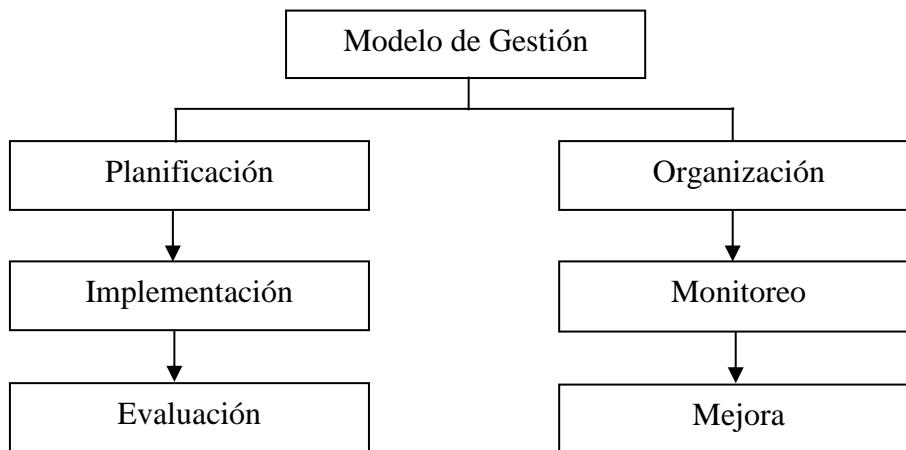 Modelo de Gestión
Planificación
Organización
Implementación
Monitoreo
Evaluación
Mejora